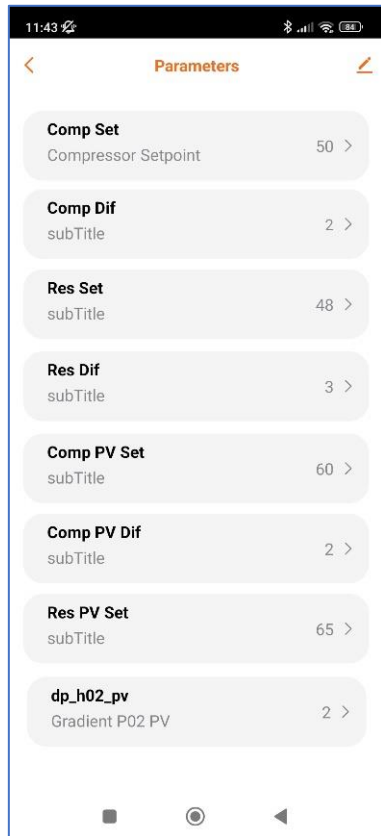 11:43 84
Parameters
Comp Set
Compressor Setpoint
50
Comp Dif
subTitle
2
Res Set
subTitle
48
Res Dif
subTitle
3
Comp PV Set
subTitle
60
Comp PV Dif
subTitle
2
Res PV Set
subTitle
65
dp_h02_pv
Gradient P02 PV
2